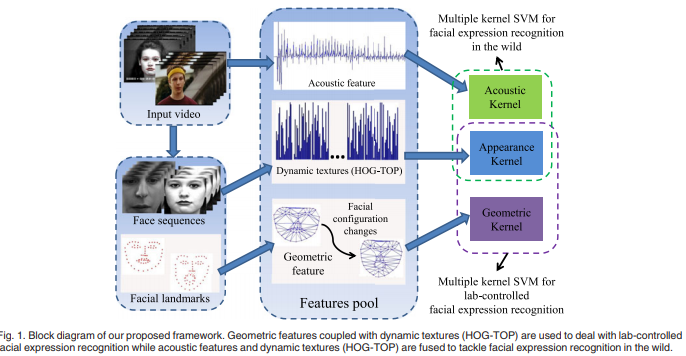 Multiple kernel SVM for
facial expression recognition
in the wild
Input video
Acoustic feature
Acoustic
Kernel
Dynamic textures (HOG-TOP)
Appearance
Kernel
Face sequences
Facial
configuration
changes
Geometric
feature
Geometric
Kernel
Facial landmarks
Features pool
Multiple kernel SVM for
lab-controlled
facial expression recognition
Fig. 1. Block diagram of our proposed framework. Geometric features coupled with dynamic textures (HOG-TOP) are used to deal with lab-controlled
facial expression recognition while acoustic features and dynamic textures (HOG-TOP) are fused to tackle facial expression recognition in the wild.